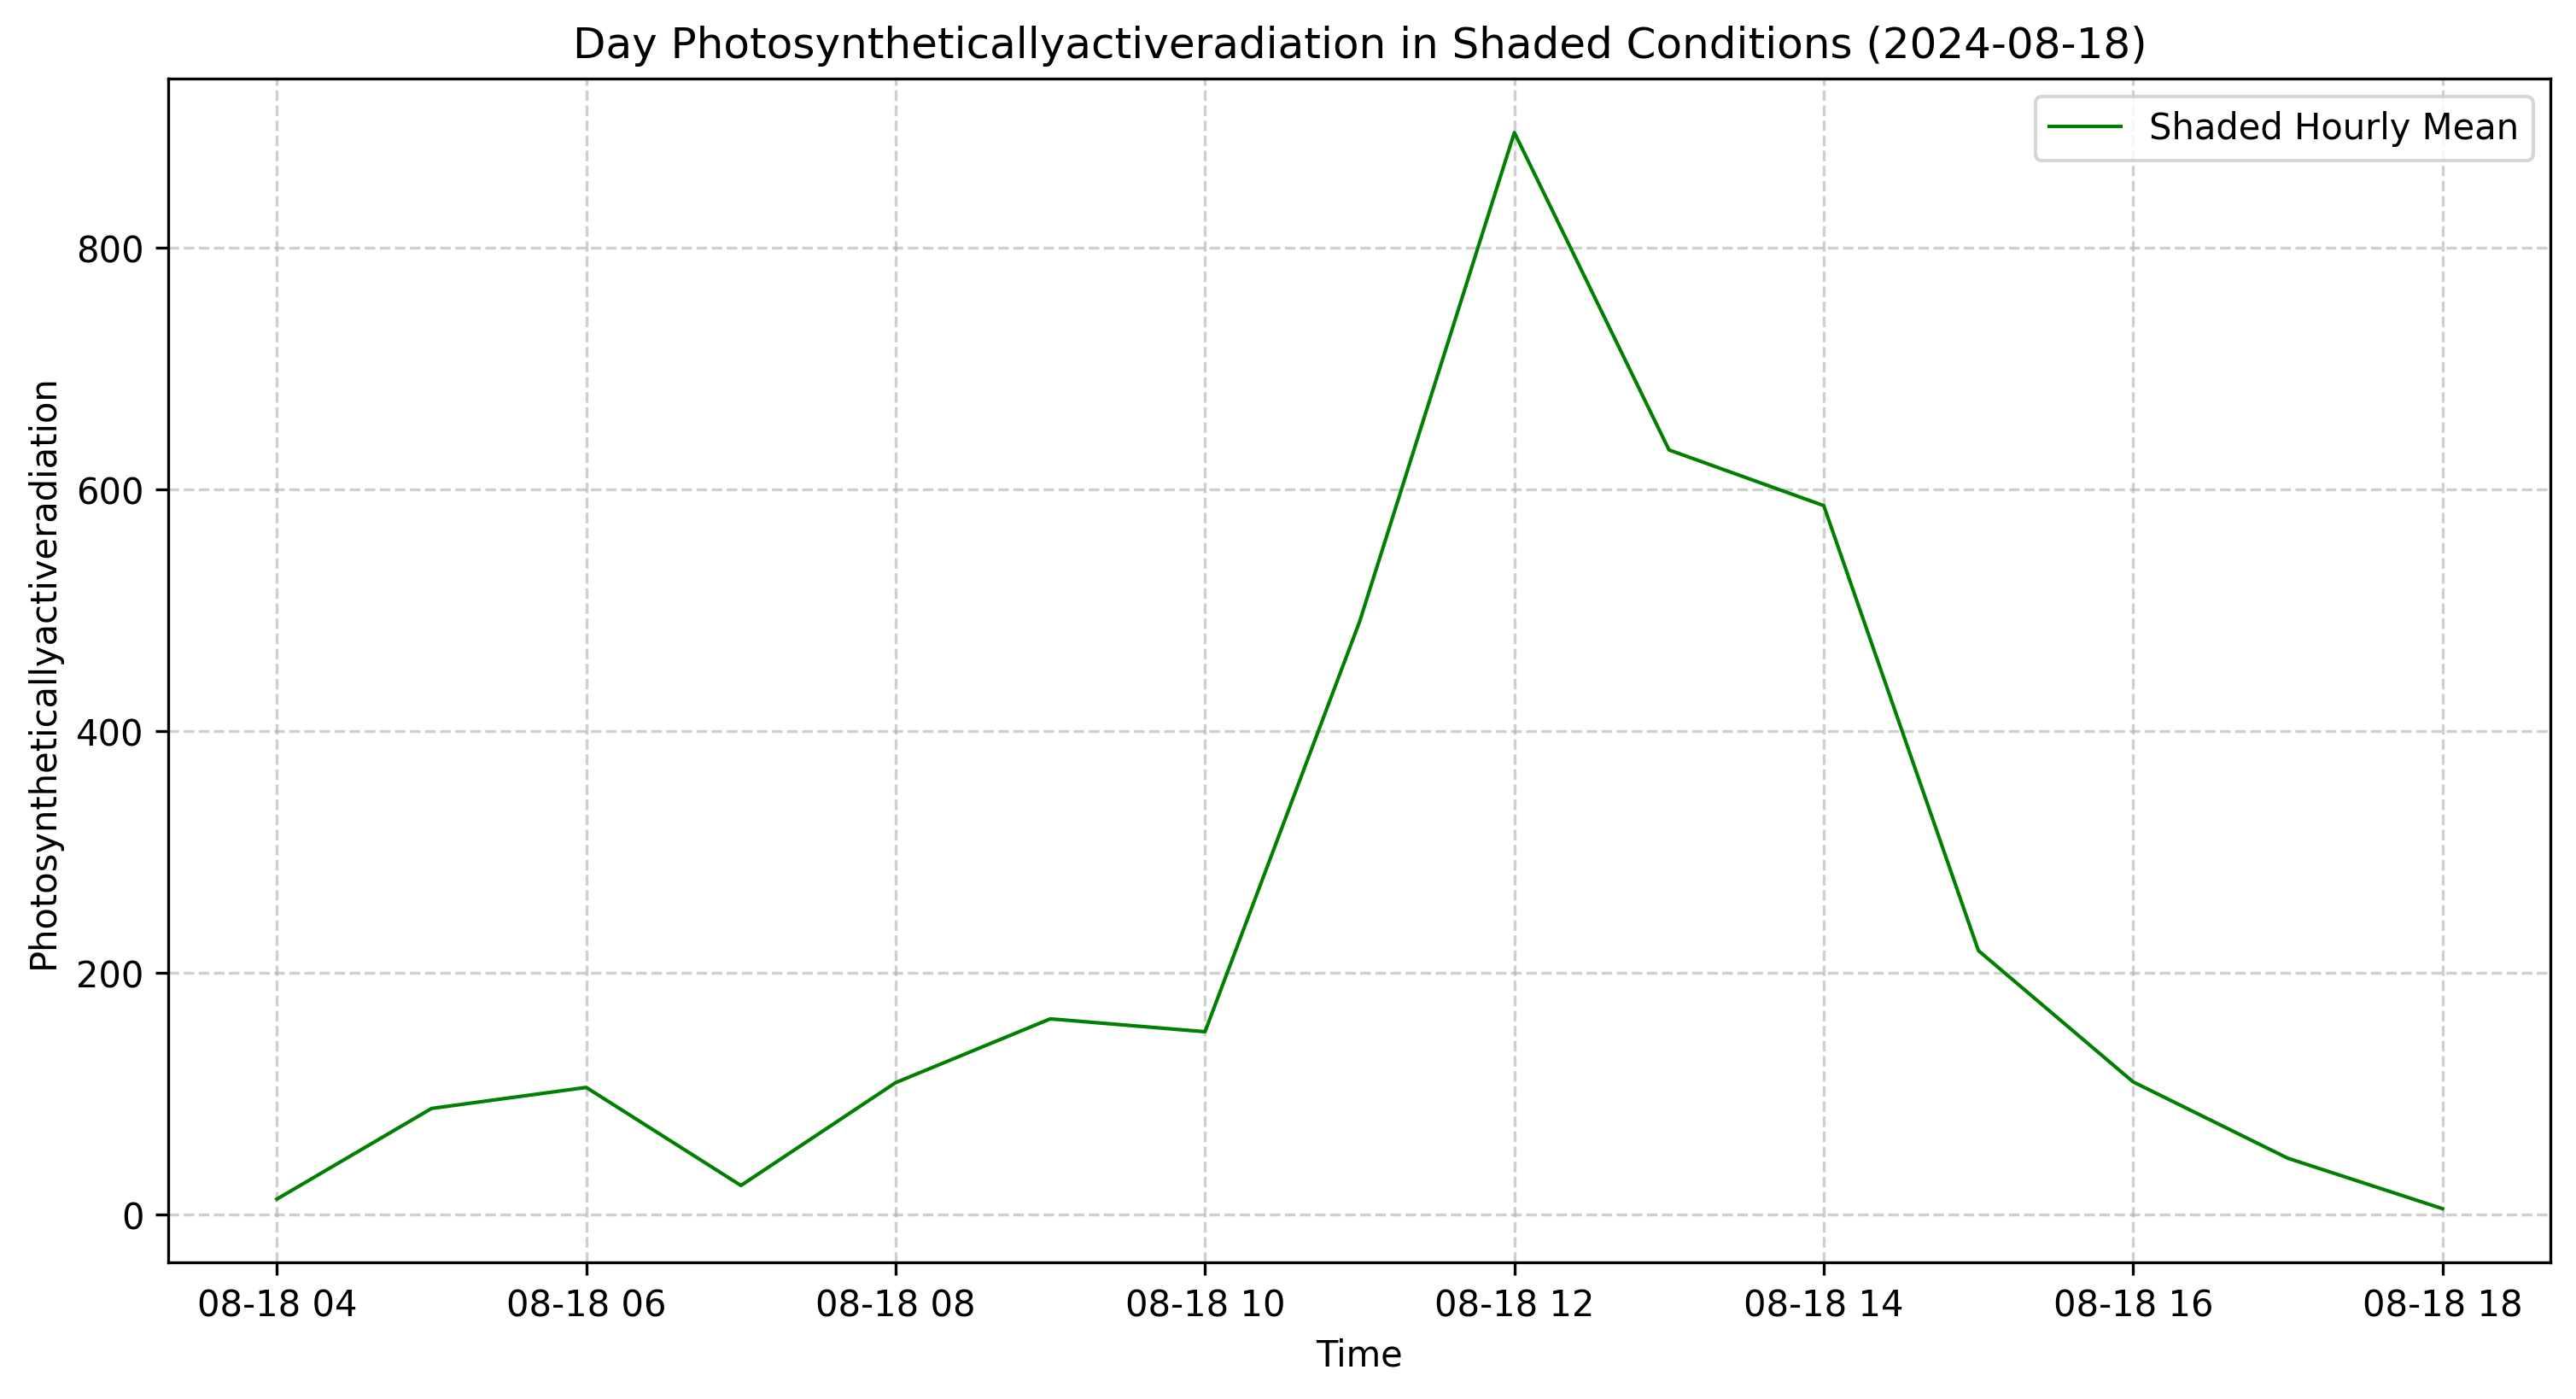 Day Photosyntheticallyactiveradiation in Shaded Conditions (2024-08-18)
Shaded Hourly Mean
Photosyntheticallyactiveradiation
800
600
400
200
0
08-18 04 08-18 06 08-18 08 08-18 10 08-18 12 08-18 14 08-18 16 08-18 18
Time